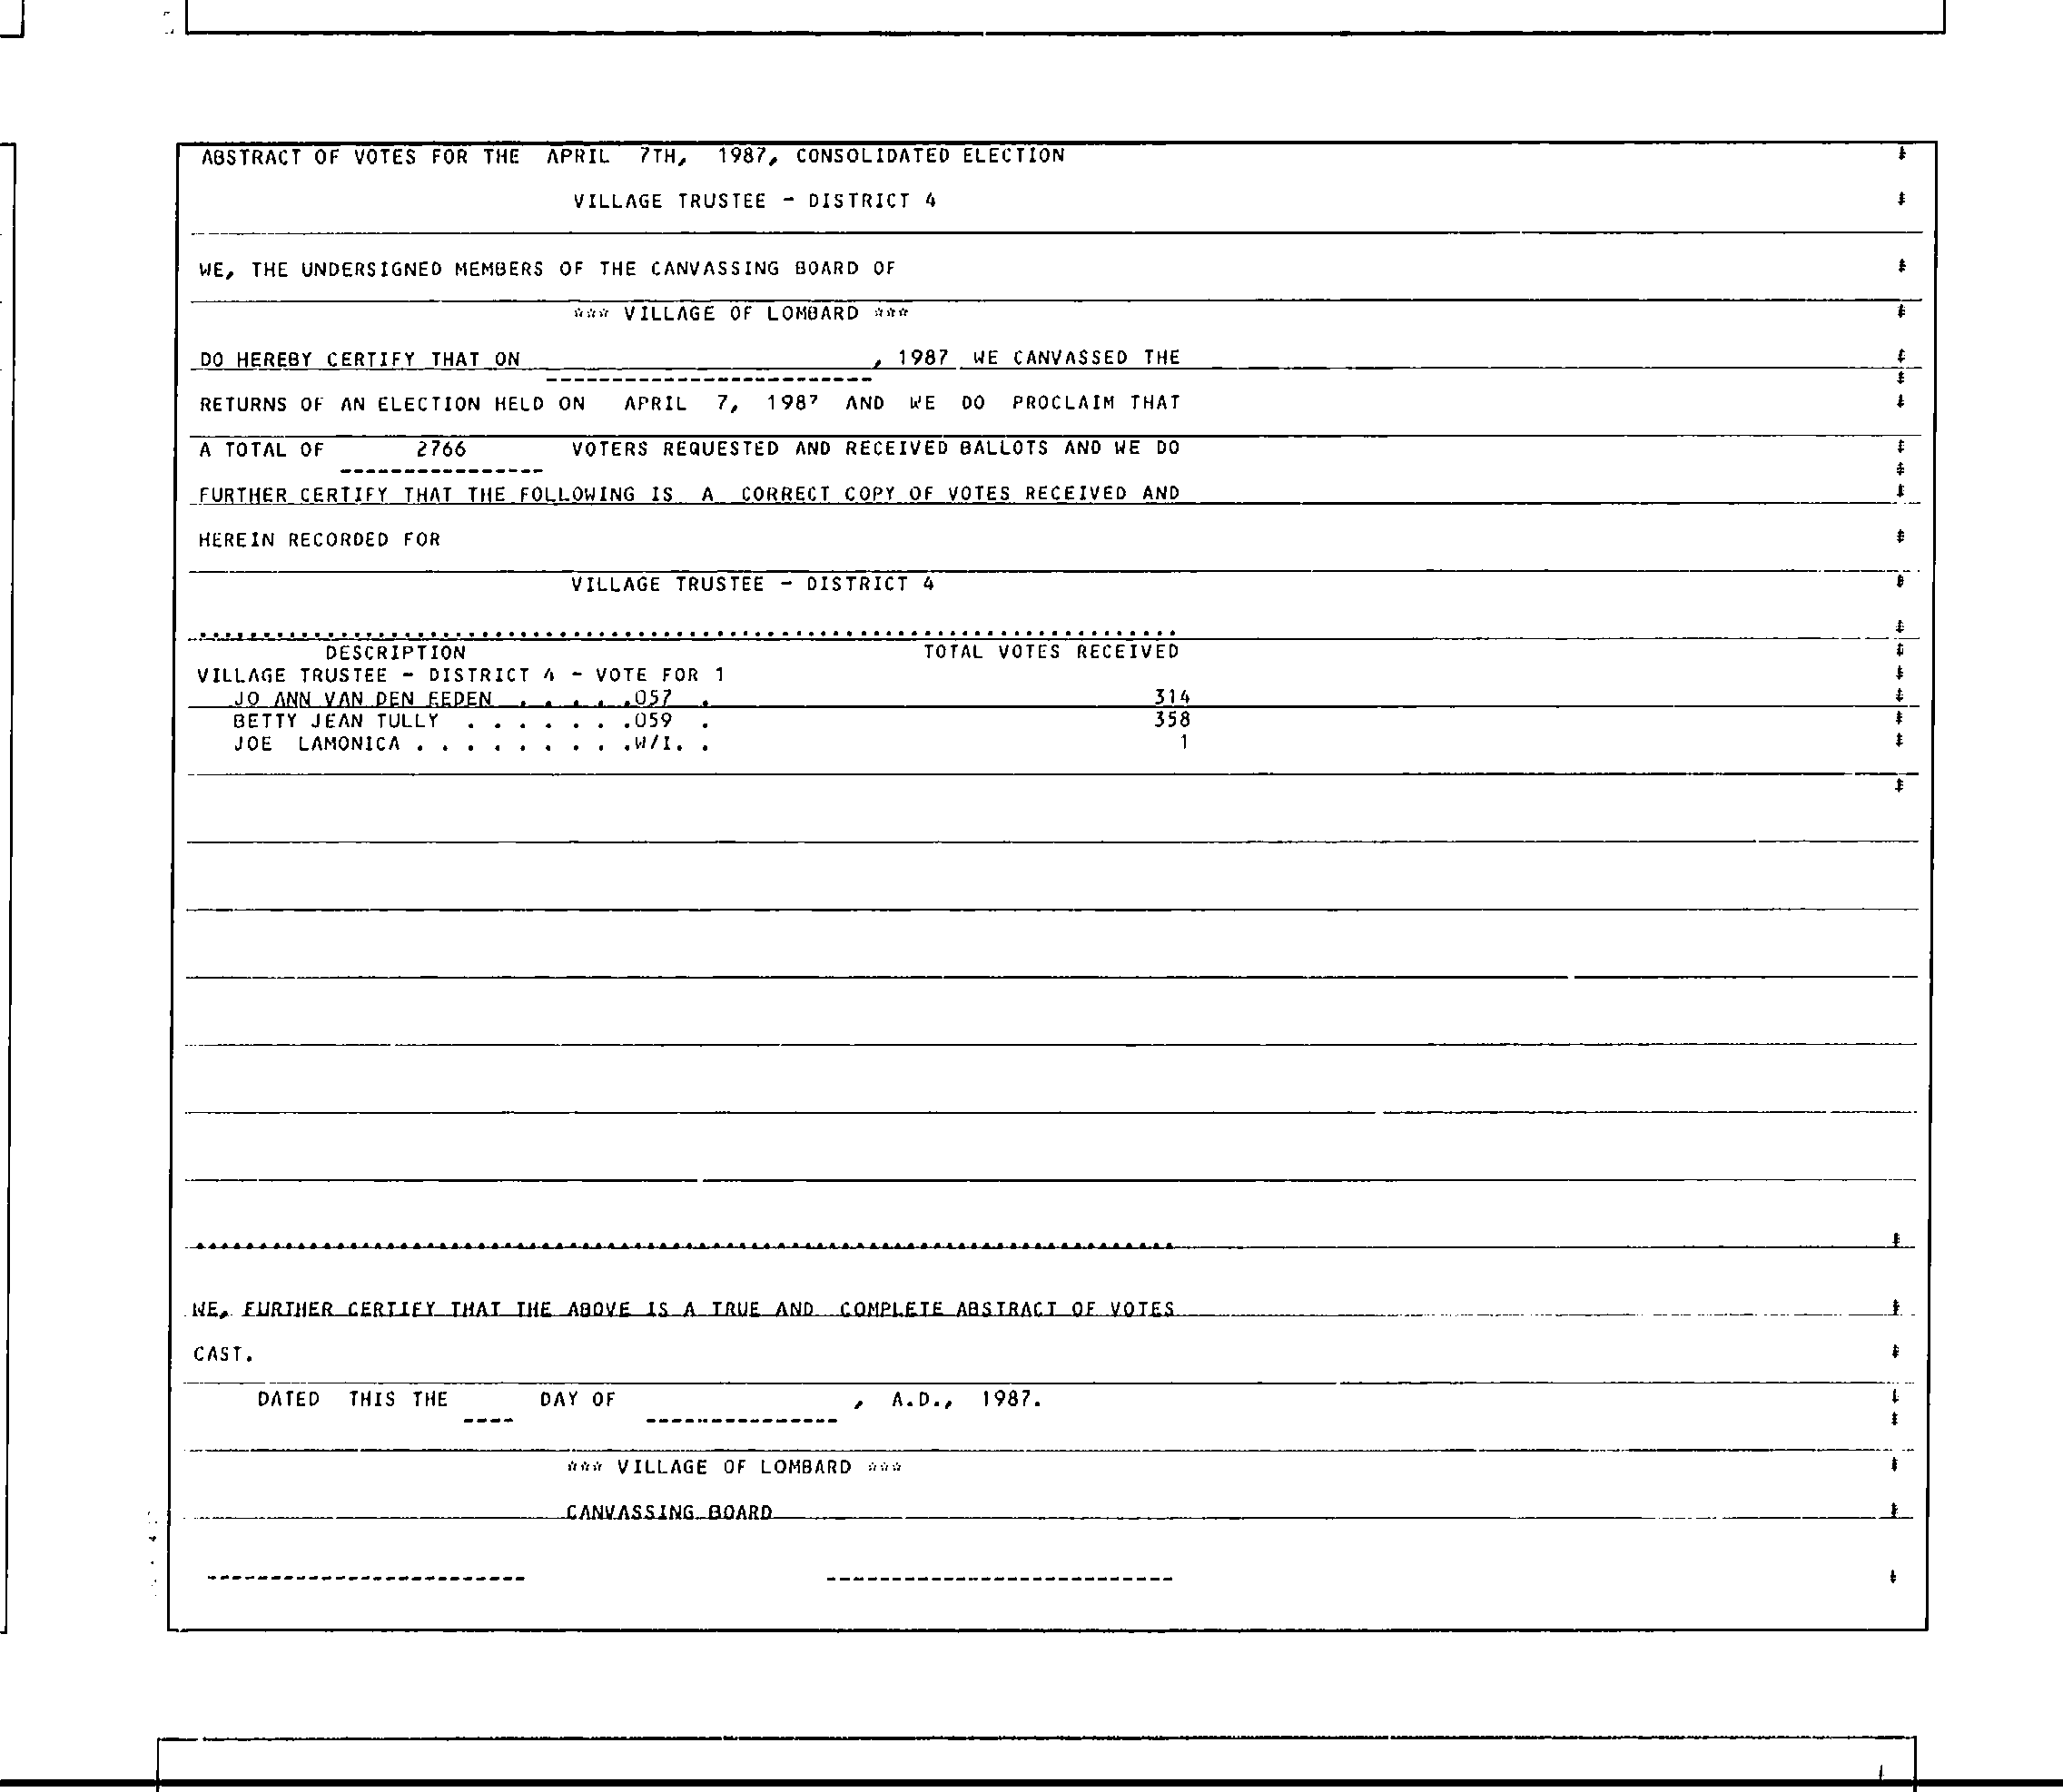 ABSTRACT OF VOTES FOR THE APRIL 7TH, 1987, CONSOLIDATED ELECTION
VILLAGE TRUSTEE - DISTRICT 4
WE, THE UNDERSIGNED MEMBERS OF THE CANVASSING BOARD OF
*** VILLAGE OF LOMBARD ***
DO HEREBY CERTIFY THAT ON ________________________, 1987 WE CANVASSED THE
RETURNS OF AN ELECTION HELD ON APRIL 7, 1987 AND WE DO PROCLAIM THAT
A TOTAL OF 2766 VOTERS REQUESTED AND RECEIVED BALLOTS AND WE DO
FURTHER CERTIFY THAT THE FOLLOWING IS A CORRECT COPY OF VOTES RECEIVED AND
HEREIN RECORDED FOR
VILLAGE TRUSTEE - DISTRICT 4
DESCRIPTION TOTAL VOTES RECEIVED
VILLAGE TRUSTEE - DISTRICT 4 - VOTE FOR 1
JO ANN VAN DEN EEDEN . . . . .057 . 314
BETTY JEAN TULLY . . . . . . .059 . 358
JOE LAMONICA . . . . . . . . .W/I. . 1
WE, FURTHER CERTIFY THAT THE ABOVE IS A TRUE AND COMPLETE ABSTRACT OF VOTES
CAST.
DATED THIS THE ____ DAY OF _______________, A.D., 1987.
*** VILLAGE OF LOMBARD ***
CANVASSING BOARD